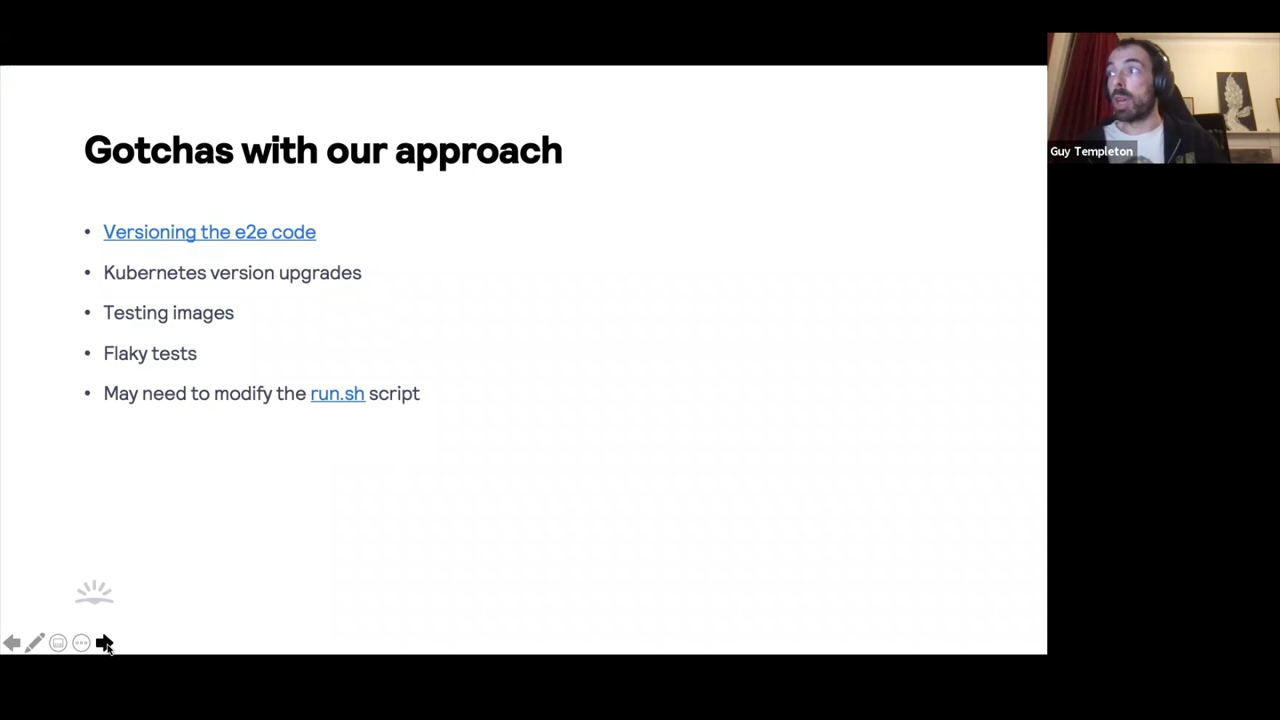 Gotchas with our approach
• Versioning the e2e code
• Kubernetes version upgrades
• Testing images
• Flaky tests
• May need to modify the run.sh script
Guy Templeton